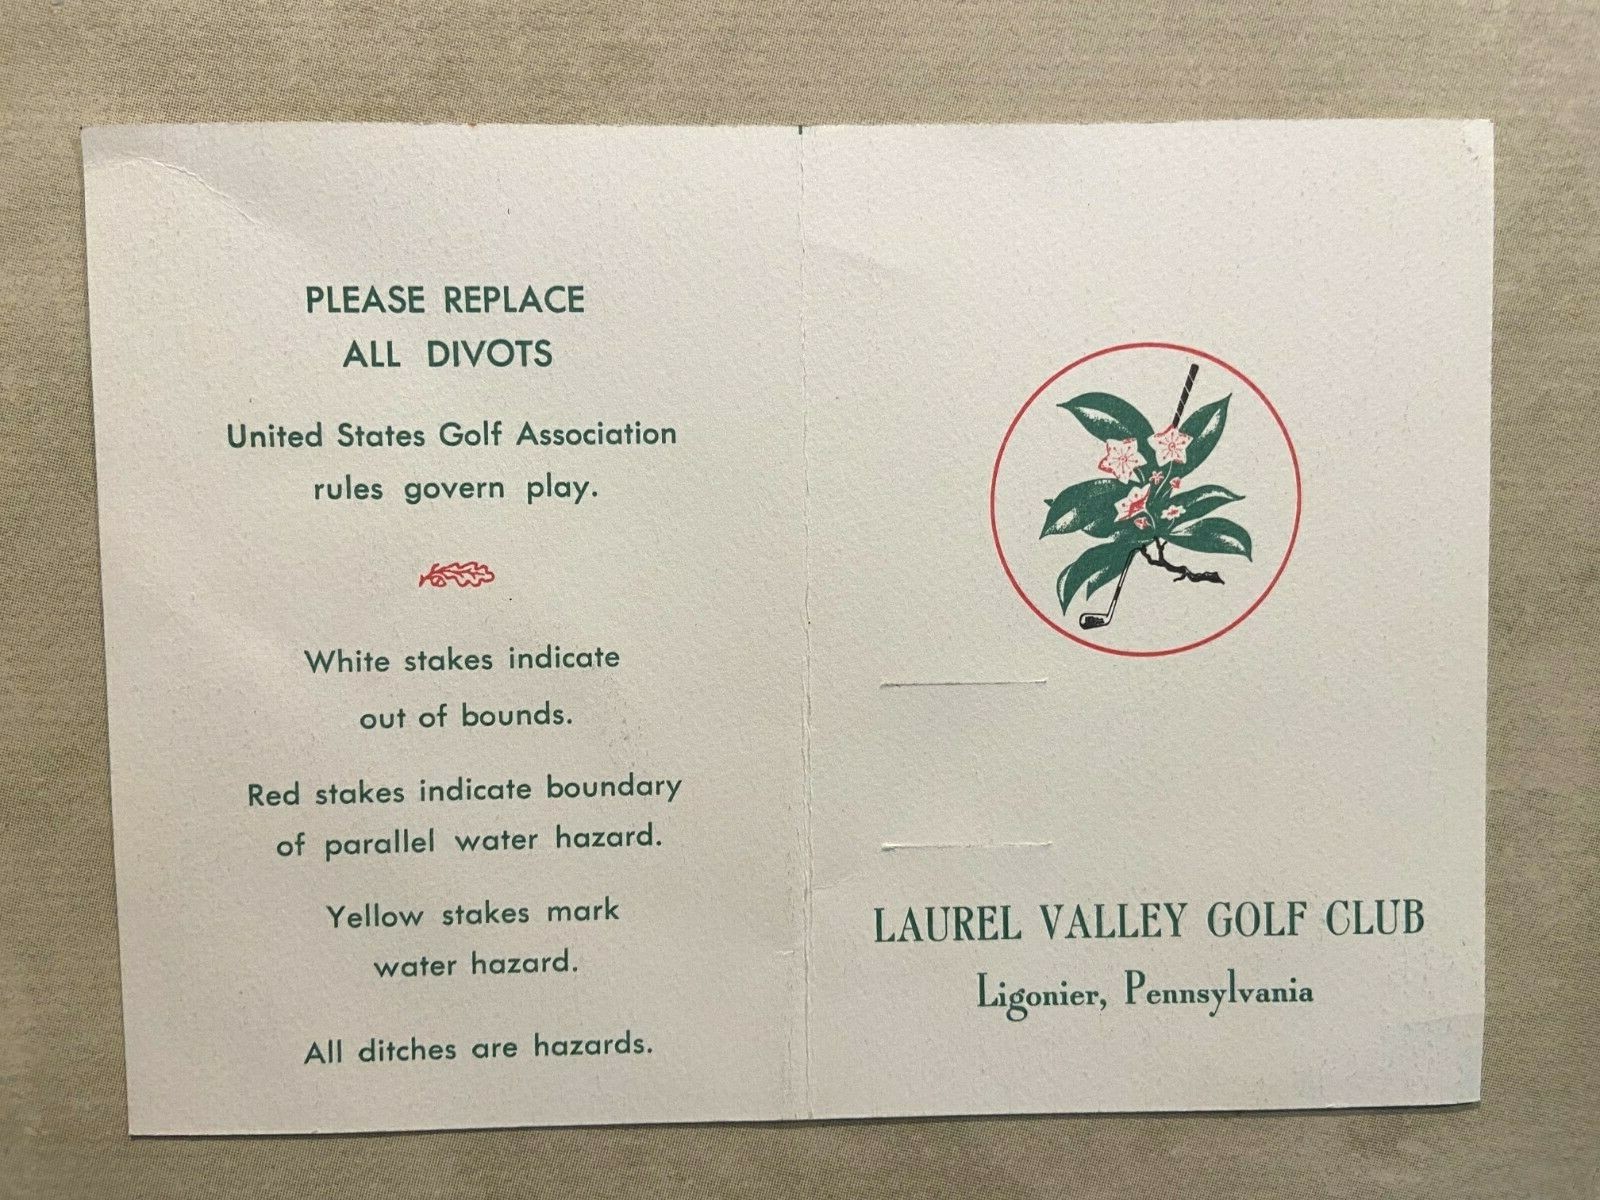 PLEASE REPLACE
ALL DIVOTS
United States Golf Association
rules govern play.
White stakes indicate
out of bounds.
Red stakes indicate boundary
of parallel water hazard.
Yellow stakes mark
water hazard.
All ditches are hazards.
LAUREL VALLEY GOLF CLUB
Ligonier, Pennsylvania